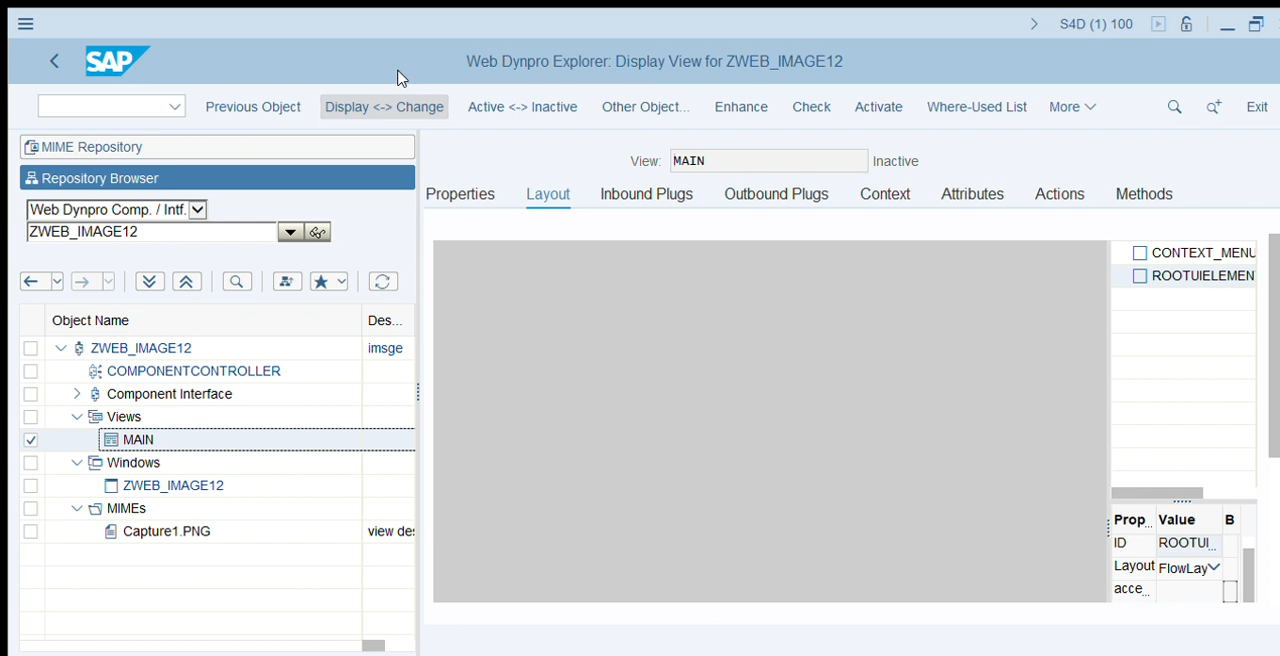 S4D (1) 100
SAP
Web Dynpro Explorer: Display View for ZWEB_IMAGE12
Previous Object Display <-> Change Active <-> Inactive Other Object... Enhance Check Activate Where-Used List More Exit
MIME Repository
Repository Browser
Web Dynpro Comp. / Intf.
ZWEB_IMAGE12
Object Name Des...
ZWEB_IMAGE12 imsge
COMPONENTCONTROLLER
Component Interface
Views
MAIN
Windows
ZWEB_IMAGE12
MIMEs
Capture1.PNG view des
View: MAIN Inactive
Properties Layout Inbound Plugs Outbound Plugs Context Attributes Actions Methods
CONTEXT_MENU
ROOTUIELEMEN
Prop... Value B
ID ROOTUI...
Layout FlowLay
acce...